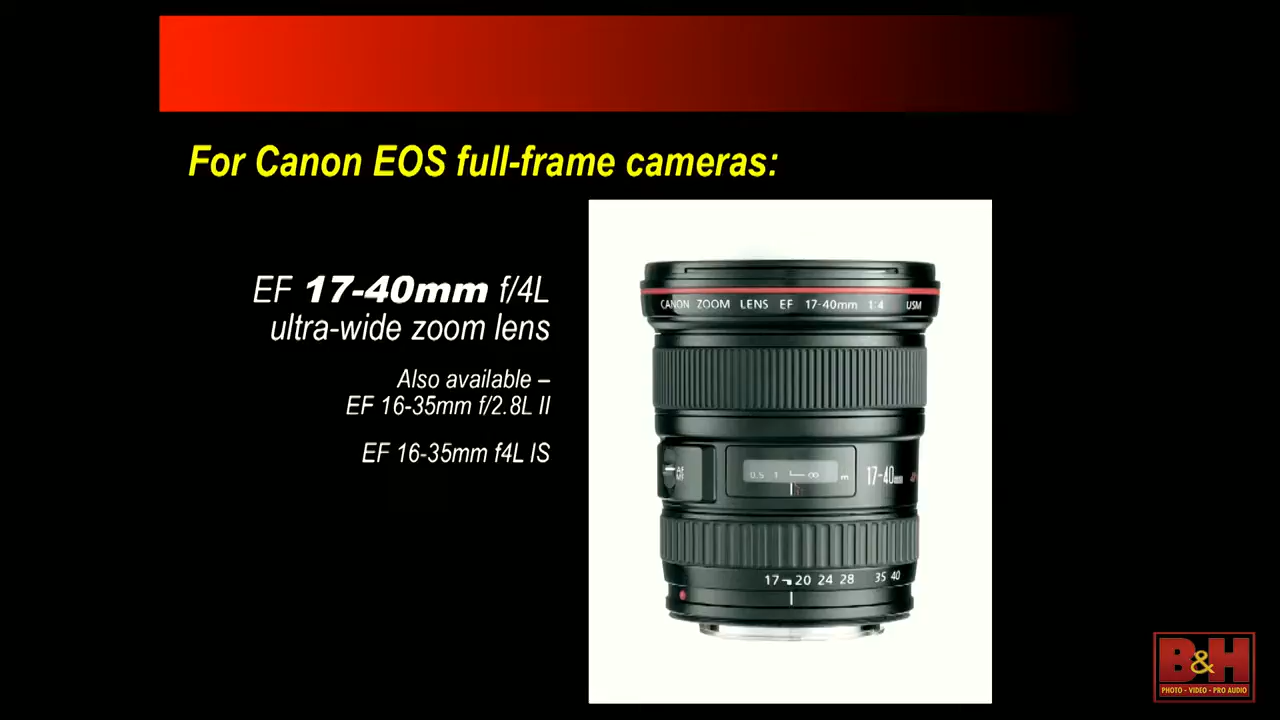 For Canon EOS full-frame cameras:
EF 17-40mm f/4L
ultra-wide zoom lens
Also available –
EF 16-35mm f/2.8L II
EF 16-35mm f4L IS
CANON ZOOM LENS EF 17-40mm 1:4 USM
AF
MF
0.5 1 ∞ m
17-40mm
17 20 24 28 35 40
B&H
PHOTO - VIDEO - PRO AUDIO